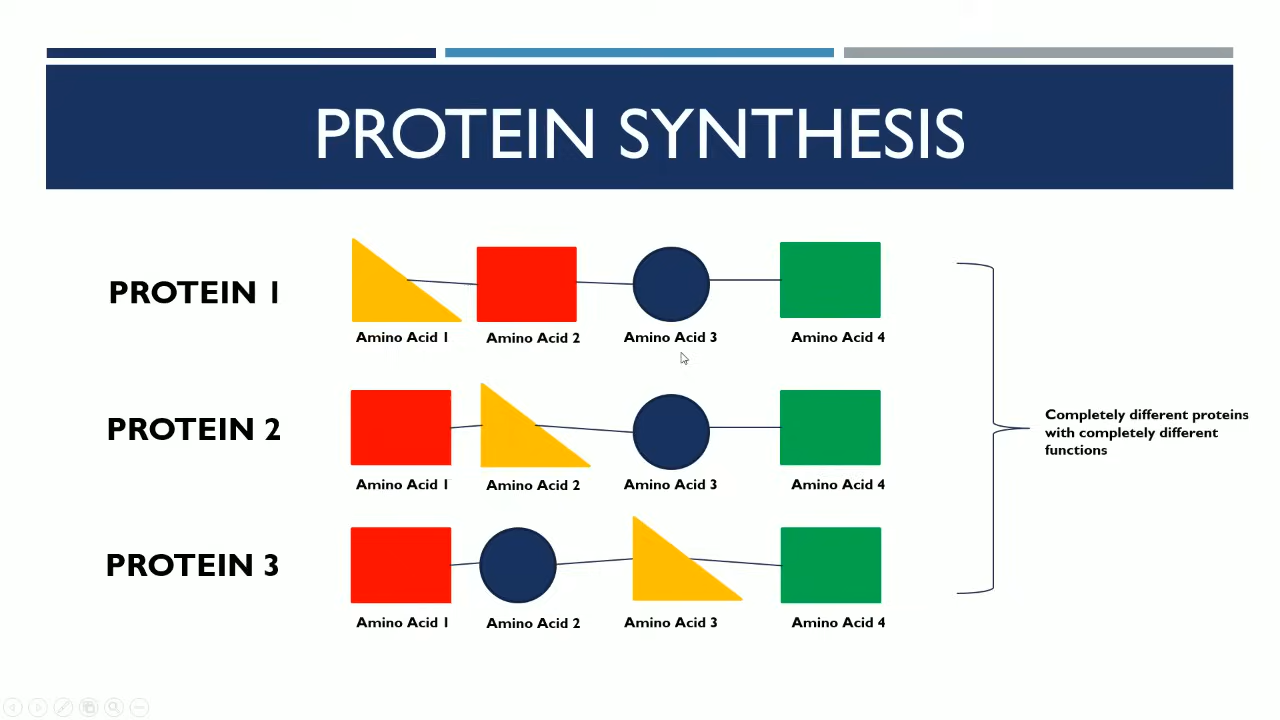 PROTEIN SYNTHESIS
PROTEIN 1
Amino Acid 1 Amino Acid 2 Amino Acid 3 Amino Acid 4
PROTEIN 2
Amino Acid 1 Amino Acid 2 Amino Acid 3 Amino Acid 4
PROTEIN 3
Amino Acid 1 Amino Acid 2 Amino Acid 3 Amino Acid 4
Completely different proteins
with completely different
functions